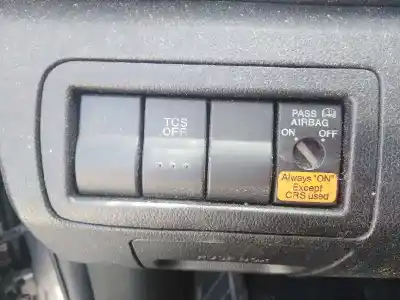 TCS
OFF
PASS
AIRBAG
ON OFF
Always "ON"
Except
CRS used